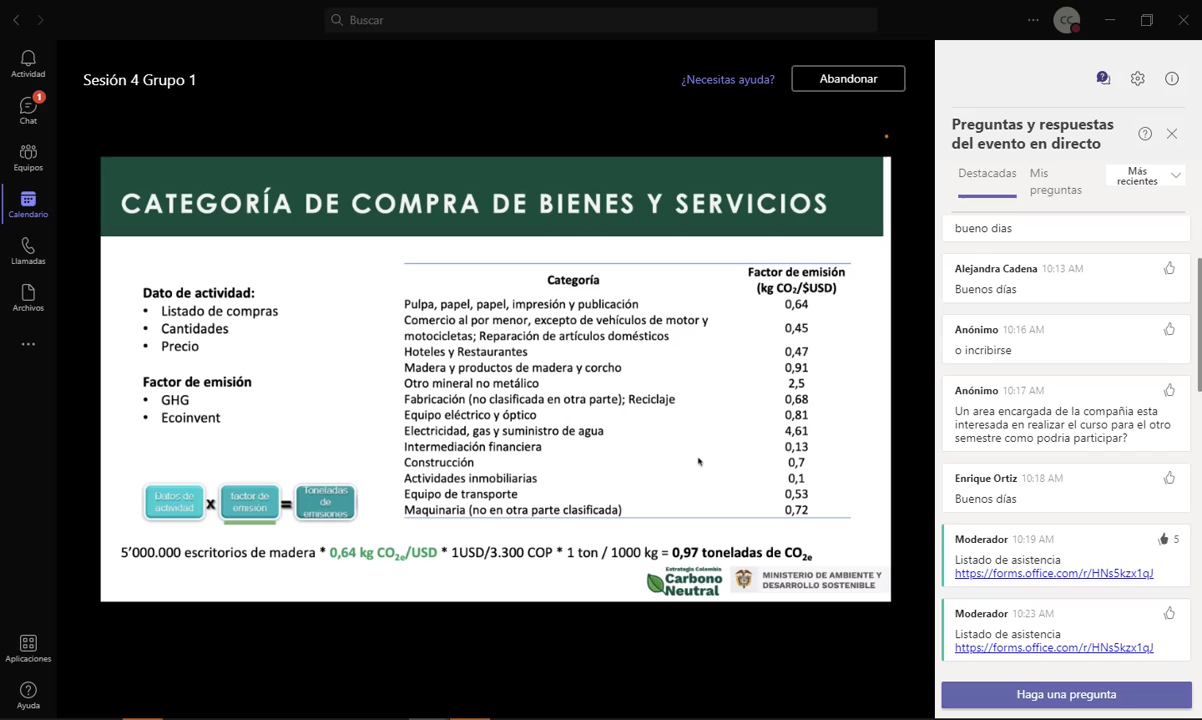 Buscar
CC
Actividad
1
Chat
Equipos
Calendario
Llamadas
Archivos
Aplicaciones
Ayuda
Sesión 4 Grupo 1
¿Necesitas ayuda?
Abandonar
CATEGORÍA DE COMPRA DE BIENES Y SERVICIOS
Dato de actividad:
• Listado de compras
• Cantidades
• Precio
Factor de emisión
• GHG
• Ecoinvent
Datos de actividad x factor de emisión = Toneladas de emisiones
Categoría Factor de emisión (kg CO₂/$USD)
Pulpa, papel, papel, impresión y publicación 0,64
Comercio al por menor, excepto de vehículos de motor y motocicletas; Reparación de artículos domésticos 0,45
Hoteles y Restaurantes 0,47
Madera y productos de madera y corcho 0,91
Otro mineral no metálico 2,5
Fabricación (no clasificada en otra parte); Reciclaje 0,68
Equipo eléctrico y óptico 0,81
Electricidad, gas y suministro de agua 4,61
Intermediación financiera 0,13
Construcción 0,7
Actividades inmobiliarias 0,1
Equipo de transporte 0,53
Maquinaria (no en otra parte clasificada) 0,72
5’000.000 escritorios de madera * 0,64 kg CO₂e/USD * 1USD/3.300 COP * 1 ton / 1000 kg = 0,97 toneladas de CO₂e
Estrategia Colombia
Carbono
Neutral
MINISTERIO DE AMBIENTE Y
DESARROLLO SOSTENIBLE
Preguntas y respuestas
del evento en directo
Destacadas
Mis
preguntas
Más
recientes
bueno dias
Alejandra Cadena 10:13 AM
Buenos días
Anónimo 10:16 AM
o incribirse
Anónimo 10:17 AM
Un area encargada de la compañia esta
interesada en realizar el curso para el otro
semestre como podria participar?
Enrique Ortiz 10:18 AM
Buenos días
Moderador 10:19 AM 5
Listado de asistencia
https://forms.office.com/r/HNs5kzx1qJ
Moderador 10:23 AM
Listado de asistencia
https://forms.office.com/r/HNs5kzx1qJ
Haga una pregunta